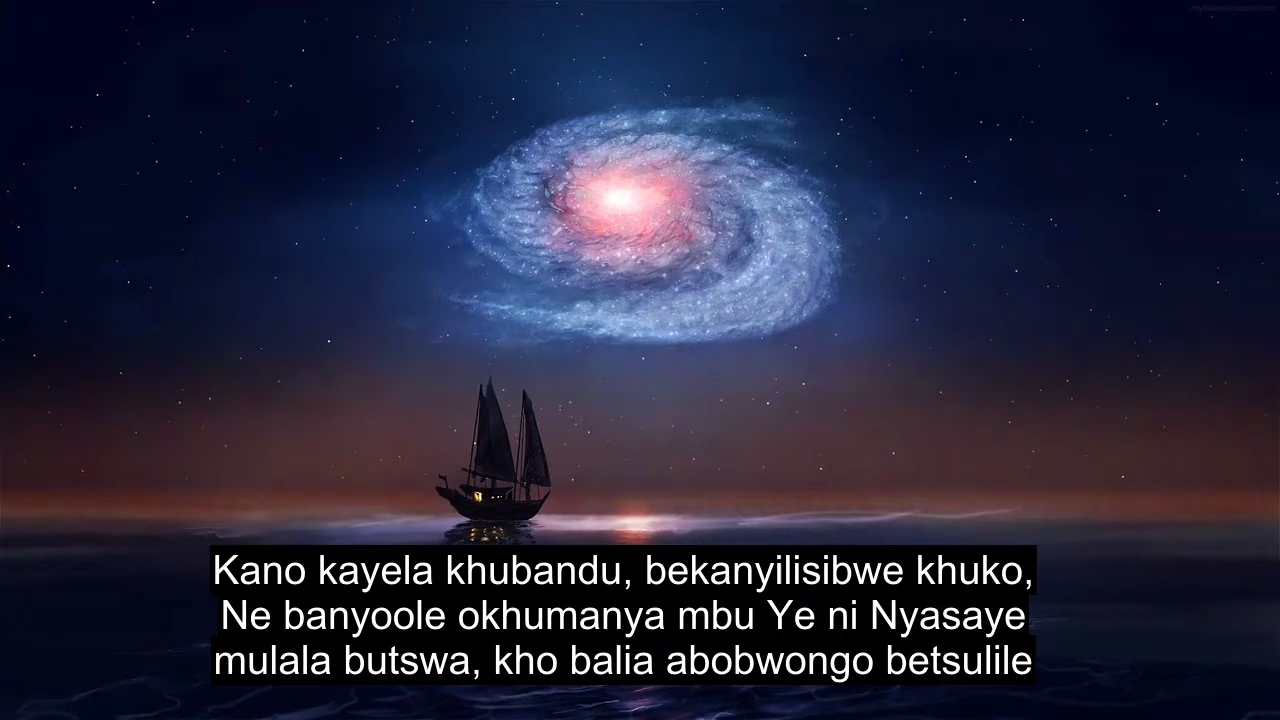 Kano kayela khubandu, bekanyilisibwe khuko,
Ne banyoole okhumanya mbu Ye ni Nyasaye
mulala butswa, kho balia abobwongo betsulile